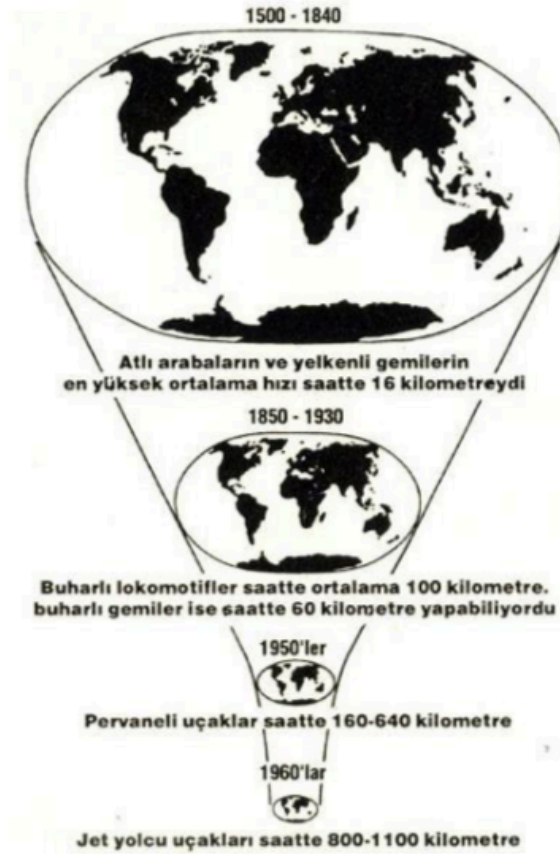 1500 - 1840
Atlı arabaların ve yelkenli gemilerin
en yüksek ortalama hızı saatte 16 kilometreydi
1850 - 1930
Buharlı lokomotifler saatte ortalama 100 kilometre.
buharlı gemiler ise saatte 60 kilometre yapabiliyordu
1950'ler
Pervaneli uçaklar saatte 160-640 kilometre
1960'lar
Jet yolcu uçakları saatte 800-1100 kilometre